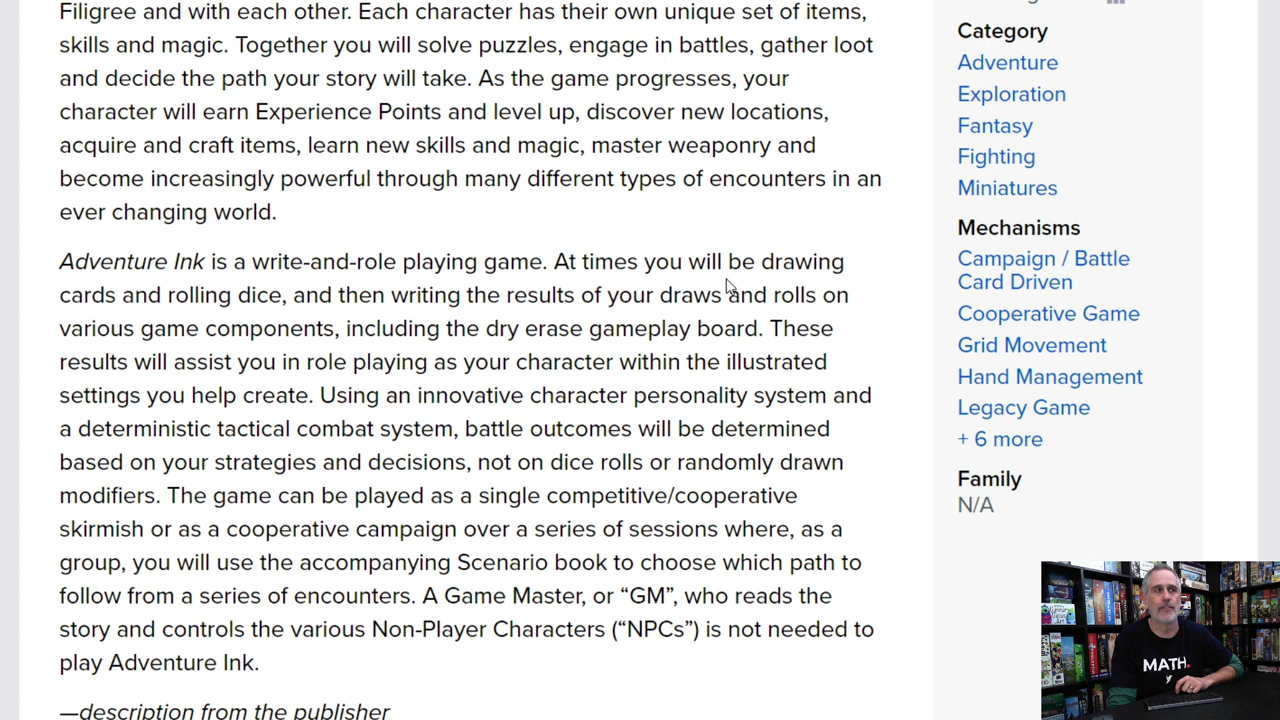 Filigree and with each other. Each character has their own unique set of items,
skills and magic. Together you will solve puzzles, engage in battles, gather loot
and decide the path your story will take. As the game progresses, your
character will earn Experience Points and level up, discover new locations,
acquire and craft items, learn new skills and magic, master weaponry and
become increasingly powerful through many different types of encounters in an
ever changing world.
Adventure Ink is a write-and-role playing game. At times you will be drawing
cards and rolling dice, and then writing the results of your draws and rolls on
various game components, including the dry erase gameplay board. These
results will assist you in role playing as your character within the illustrated
settings you help create. Using an innovative character personality system and
a deterministic tactical combat system, battle outcomes will be determined
based on your strategies and decisions, not on dice rolls or randomly drawn
modifiers. The game can be played as a single competitive/cooperative
skirmish or as a cooperative campaign over a series of sessions where, as a
group, you will use the accompanying Scenario book to choose which path to
follow from a series of encounters. A Game Master, or “GM”, who reads the
story and controls the various Non-Player Characters (“NPCs”) is not needed to
play Adventure Ink.
—description from the publisher
Category
Adventure
Exploration
Fantasy
Fighting
Miniatures
Mechanisms
Campaign / Battle
Card Driven
Cooperative Game
Grid Movement
Hand Management
Legacy Game
+ 6 more
Family
N/A
MATH.